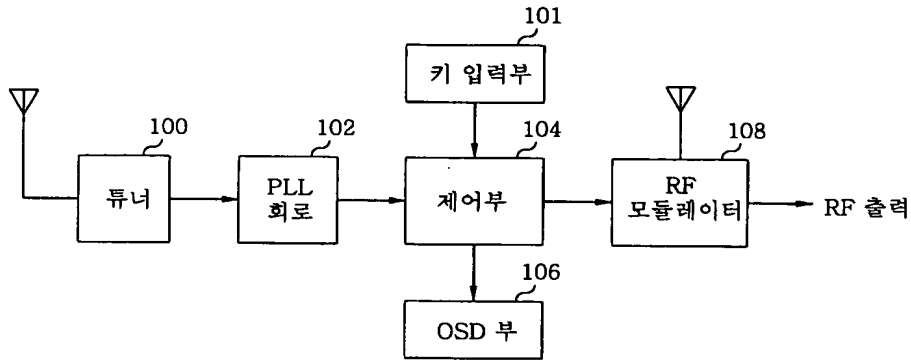 101
키 입력부
100
튜너
102
PLL
회로
104
제어부
108
RF
모듈레이터
RF 출력
106
OSD 부